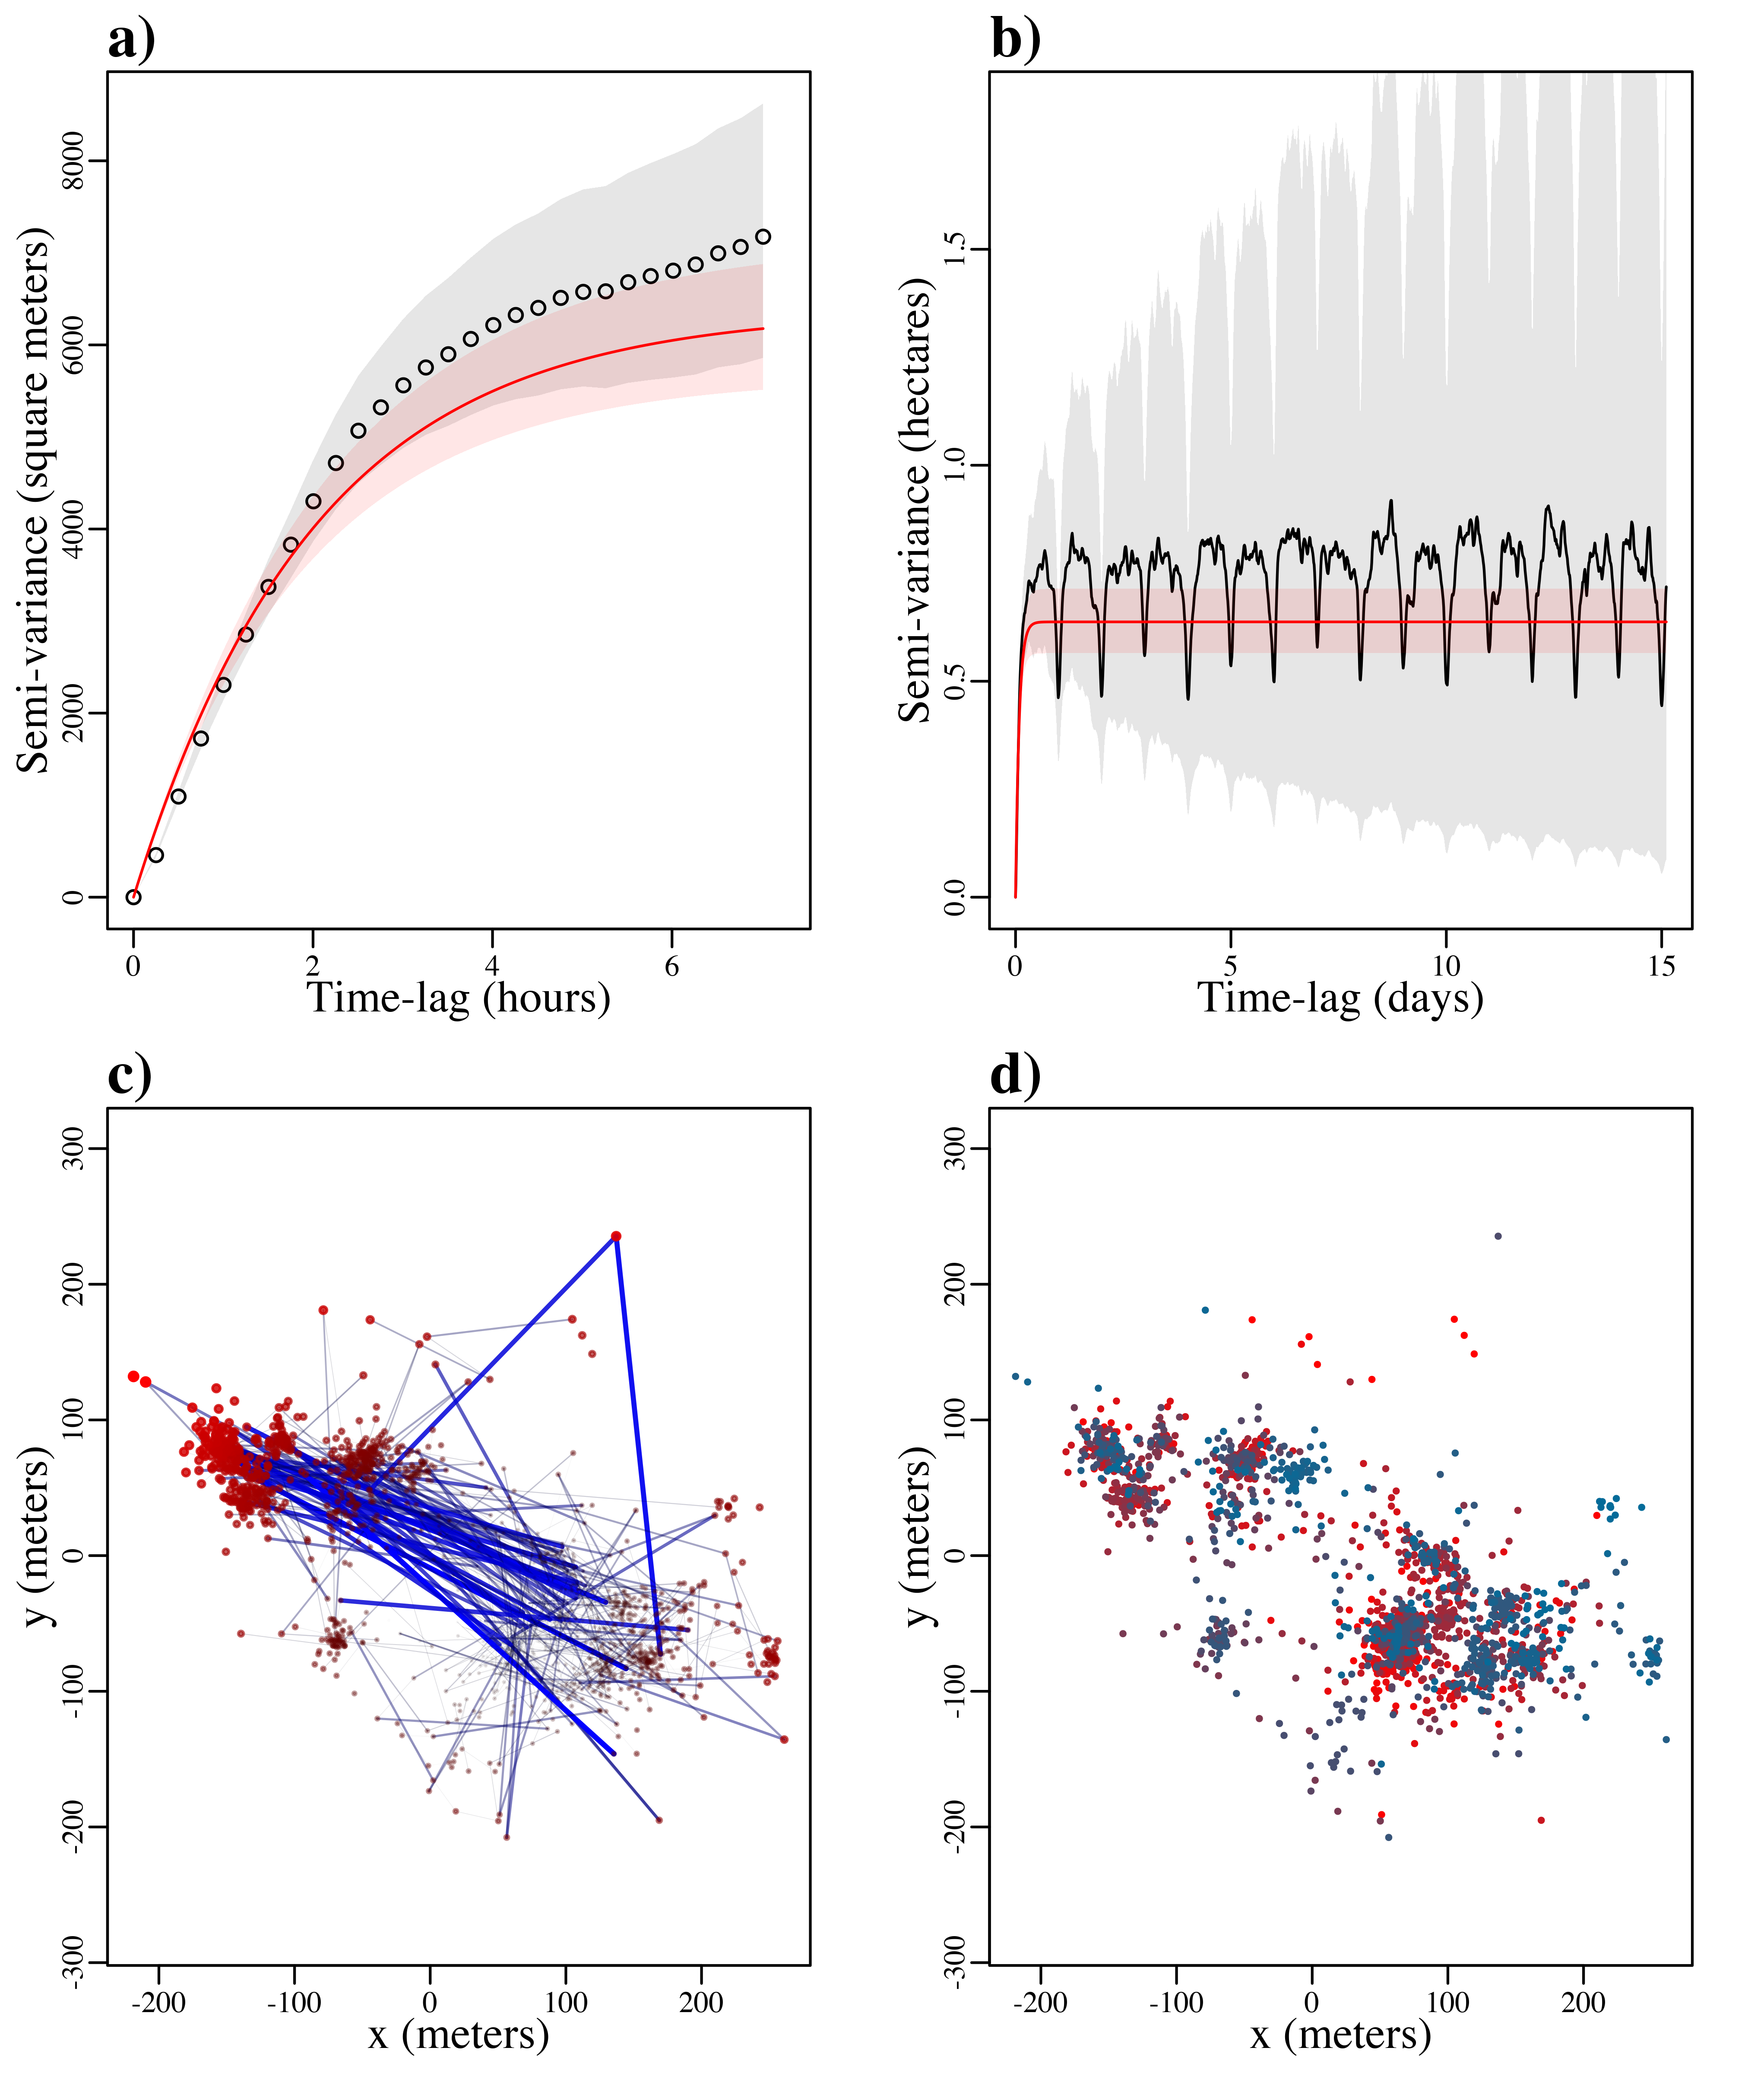 a)
Semi-variance (square meters)
0 2000 4000 6000 8000
0 2 4 6
Time-lag (hours)
b)
Semi-variance (hectares)
0.0 0.5 1.0 1.5
0 5 10 15
Time-lag (days)
c)
y (meters)
-300 -200 -100 0 100 200 300
-200 -100 0 100 200
x (meters)
d)
y (meters)
-300 -200 -100 0 100 200 300
-200 -100 0 100 200
x (meters)